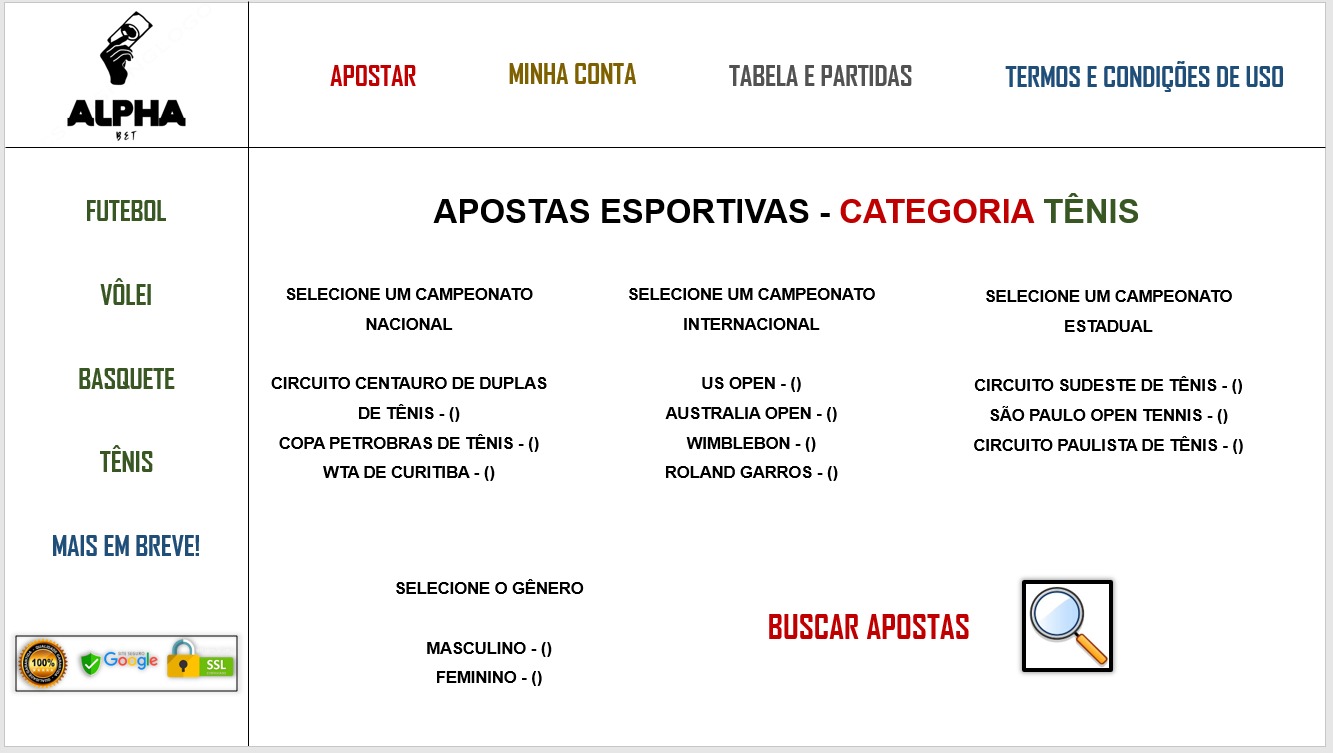 ALPHA
BET
APOSTAR
MINHA CONTA
TABELA E PARTIDAS
TERMOS E CONDIÇÕES DE USO
FUTEBOL
VÔLEI
BASQUETE
TÊNIS
MAIS EM BREVE!
100%
SITE SEGURO
Google
SSL
APOSTAS ESPORTIVAS - CATEGORIA TÊNIS
SELECIONE UM CAMPEONATO
NACIONAL
CIRCUITO CENTAURO DE DUPLAS
DE TÊNIS - ()
COPA PETROBRAS DE TÊNIS - ()
WTA DE CURITIBA - ()
SELECIONE UM CAMPEONATO
INTERNACIONAL
US OPEN - ()
AUSTRALIA OPEN - ()
WIMBLEBON - ()
ROLAND GARROS - ()
SELECIONE UM CAMPEONATO
ESTADUAL
CIRCUITO SUDESTE DE TÊNIS - ()
SÃO PAULO OPEN TENNIS - ()
CIRCUITO PAULISTA DE TÊNIS - ()
SELECIONE O GÊNERO
MASCULINO - ()
FEMININO - ()
BUSCAR APOSTAS